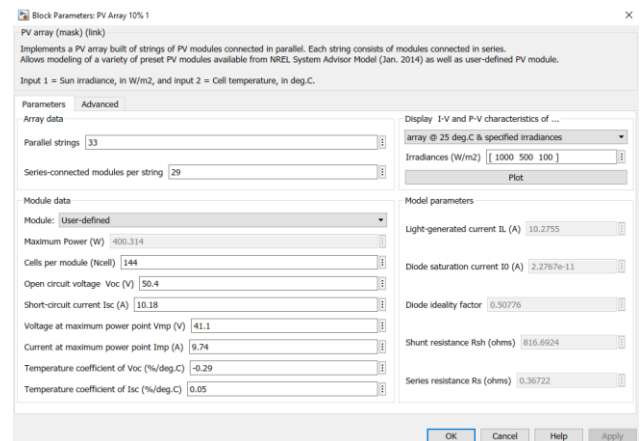 Block Parameters: PV Array 10% 1
PV array (mask) (link)
Implements a PV array built of strings of PV modules connected in parallel. Each string consists of modules connected in series.
Allows modeling of a variety of preset PV modules available from NREL System Advisor Model (Jan. 2014) as well as user-defined PV module.
Input 1 = Sun irradiance, in W/m2, and input 2 = Cell temperature, in deg.C.
Parameters Advanced
Array data
Parallel strings 33
Series-connected modules per string 29
Display I-V and P-V characteristics of ...
array @ 25 deg.C & specified irradiances
Irradiances (W/m2) [ 1000 500 100 ]
Plot
Module data
Module: User-defined
Maximum Power (W) 400.314
Cells per module (Ncell) 144
Open circuit voltage Voc (V) 50.4
Short-circuit current Isc (A) 10.18
Voltage at maximum power point Vmp (V) 41.1
Current at maximum power point Imp (A) 9.74
Temperature coefficient of Voc (%/deg.C) -0.29
Temperature coefficient of Isc (%/deg.C) 0.05
Model parameters
Light-generated current IL (A) 10.2755
Diode saturation current I0 (A) 2.2767e-11
Diode ideality factor 0.50776
Shunt resistance Rsh (ohms) 816.6924
Series resistance Rs (ohms) 0.36722
OK Cancel Help Apply